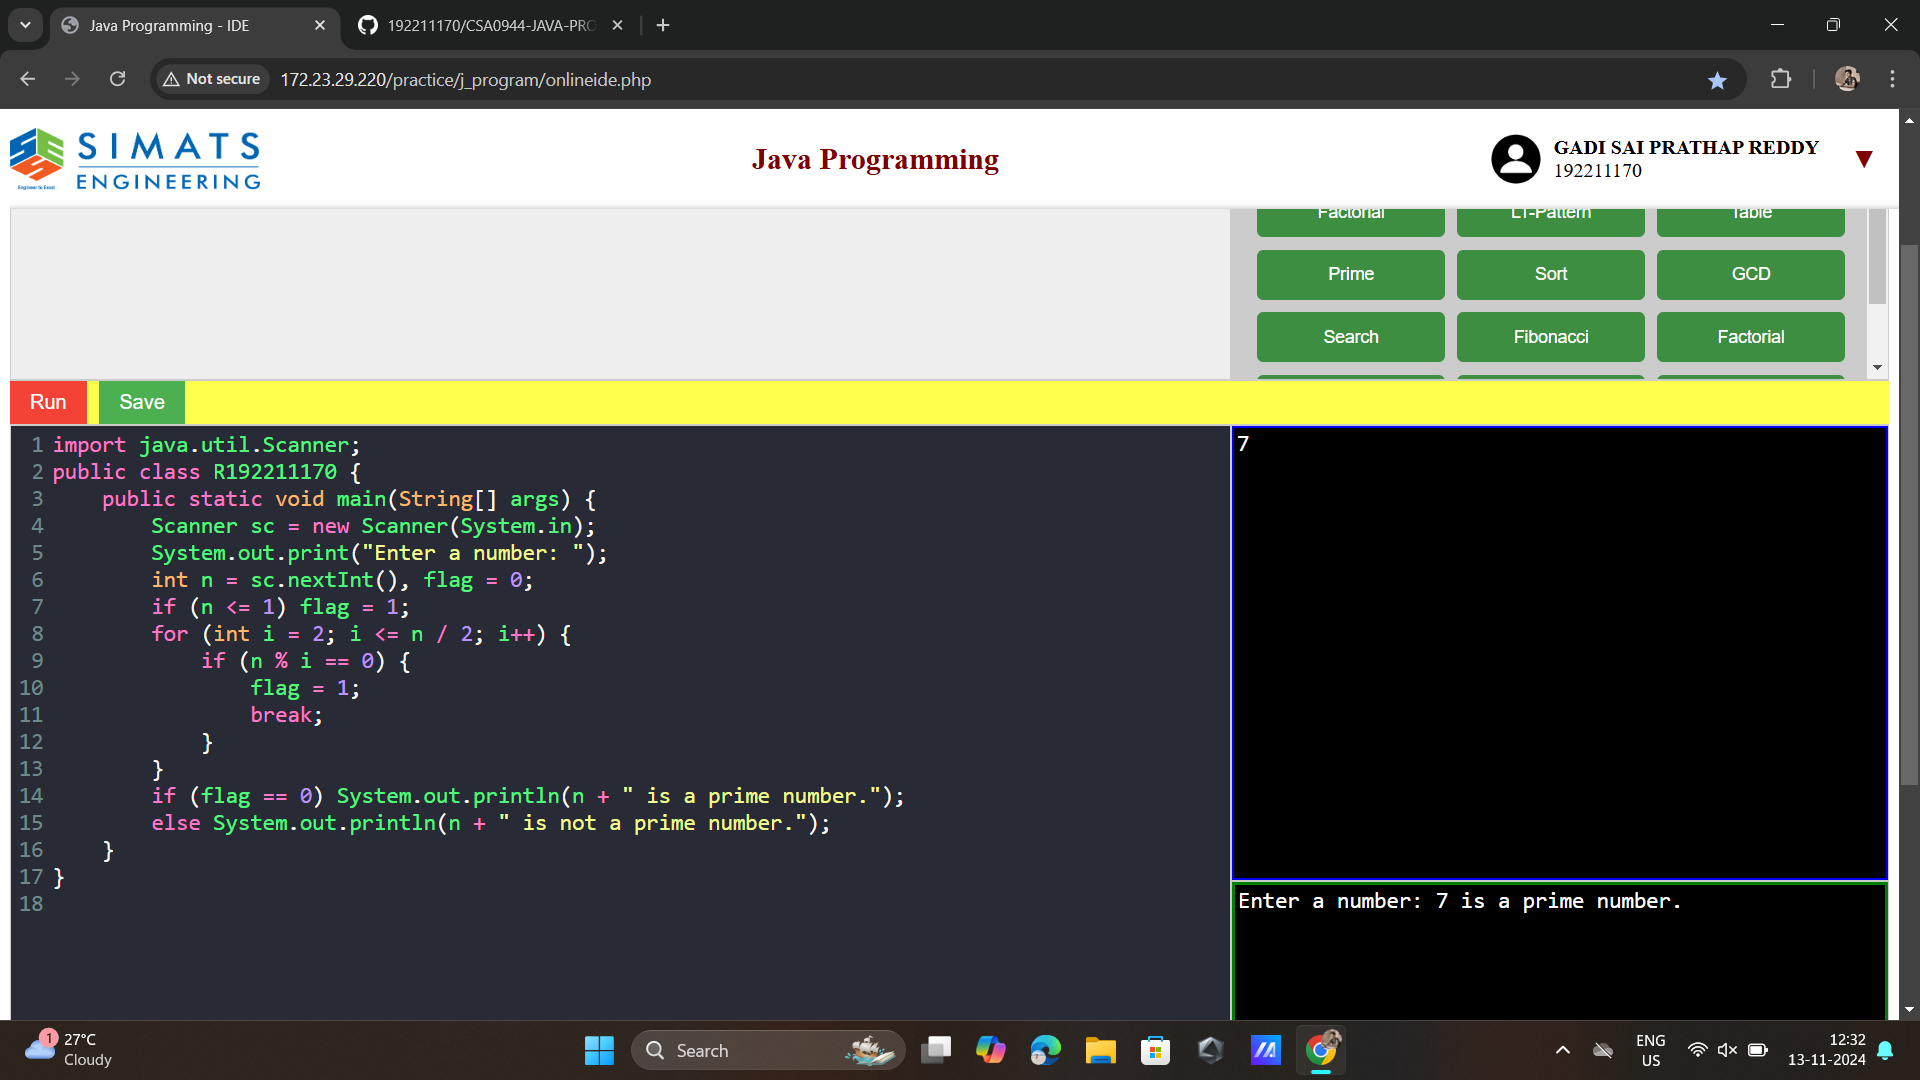 Java Programming - IDE
192211170/CSA0944-JAVA-PRO
Not secure
172.23.29.220/practice/j_program/onlineide.php
SIMATS
ENGINEERING
Engineer to Excel
Java Programming
GADI SAI PRATHAP REDDY
192211170
Factorial
LT-Pattern
Table
Prime
Sort
GCD
Search
Fibonacci
Factorial
Run
Save
1 import java.util.Scanner;
2 public class R192211170 {
3     public static void main(String[] args) {
4         Scanner sc = new Scanner(System.in);
5         System.out.print("Enter a number: ");
6         int n = sc.nextInt(), flag = 0;
7         if (n <= 1) flag = 1;
8         for (int i = 2; i <= n / 2; i++) {
9             if (n % i == 0) {
10                 flag = 1;
11                 break;
12             }
13         }
14         if (flag == 0) System.out.println(n + " is a prime number.");
15         else System.out.println(n + " is not a prime number.");
16     }
17 }
18
7
Enter a number: 7 is a prime number.
1
27°C
Cloudy
Search
ENG
US
12:32
13-11-2024